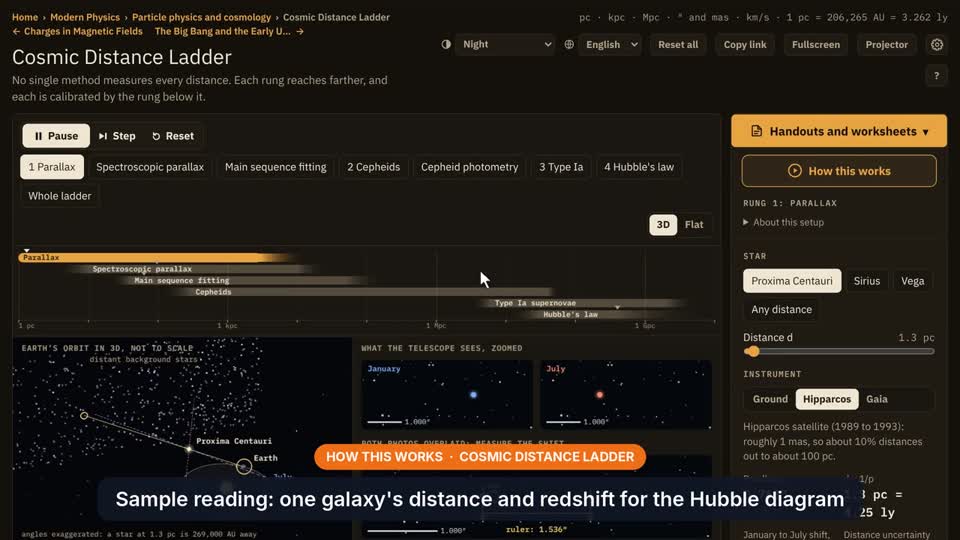 Home › Modern Physics › Particle physics and cosmology › Cosmic Distance Ladder
pc · kpc · Mpc · " and mas · km/s · 1 pc = 206,265 AU = 3.262 ly
← Charges in Magnetic Fields The Big Bang and the Early U... →
Cosmic Distance Ladder
Night English Reset all Copy link Fullscreen Projector
?
No single method measures every distance. Each rung reaches farther, and
each is calibrated by the rung below it.
Pause Step Reset
1 Parallax Spectroscopic parallax Main sequence fitting 2 Cepheids Cepheid photometry 3 Type Ia 4 Hubble's law
Whole ladder
3D Flat
Parallax
Spectroscopic parallax
Main sequence fitting
Cepheids
Type Ia supernovae
Hubble's law
1 pc 1 kpc 1 Mpc 1 Gpc
EARTH'S ORBIT IN 3D, NOT TO SCALE
distant background stars
Proxima Centauri
Earth
July
angles exaggerated: a star at 1.3 pc is 269,000 AU away
WHAT THE TELESCOPE SEES, ZOOMED
January July
1.000" 1.000"
BOTH PHOTOS OVERLAID: MEASURE THE SHIFT
1.000" ruler: 1.536"
Handouts and worksheets ▾
How this works
RUNG 1: PARALLAX
About this setup
STAR
Proxima Centauri Sirius Vega
Any distance
Distance d 1.3 pc
INSTRUMENT
Ground Hipparcos Gaia
Hipparcos satellite (1989 to 1993):
roughly 1 mas, so about 10% distances
out to about 100 pc.
1/p
pc =
25 ly
January to July shift, Distance uncertainty
HOW THIS WORKS · COSMIC DISTANCE LADDER
Sample reading: one galaxy's distance and redshift for the Hubble diagram